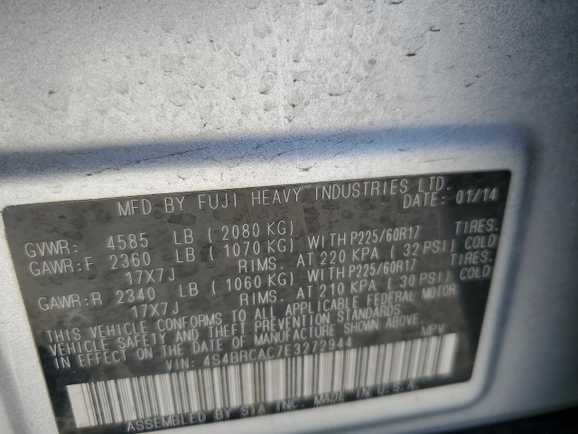 MFD BY FUJI HEAVY INDUSTRIES LTD.
DATE: 01/14
GVWR: 4585 LB ( 2080 KG)
GAWR:F 2360 LB ( 1070 KG) WITH P225/60R17 TIRES.
17X7J RIMS. AT 220 KPA ( 32 PSI) COLD
GAWR:R 2340 LB ( 1060 KG) WITH P225/60R17 TIRES.
17X7J RIMS. AT 210 KPA ( 30 PSI) COLD
THIS VEHICLE CONFORMS TO ALL APPLICABLE FEDERAL MOTOR
VEHICLE SAFETY AND THEFT PREVENTION STANDARDS
IN EFFECT ON THE DATE OF MANUFACTURE SHOWN ABOVE.
VIN: 4S4BRCAC7E3272944 MPV
ASSEMBLED BY SIA INC. MADE IN U.S.A.